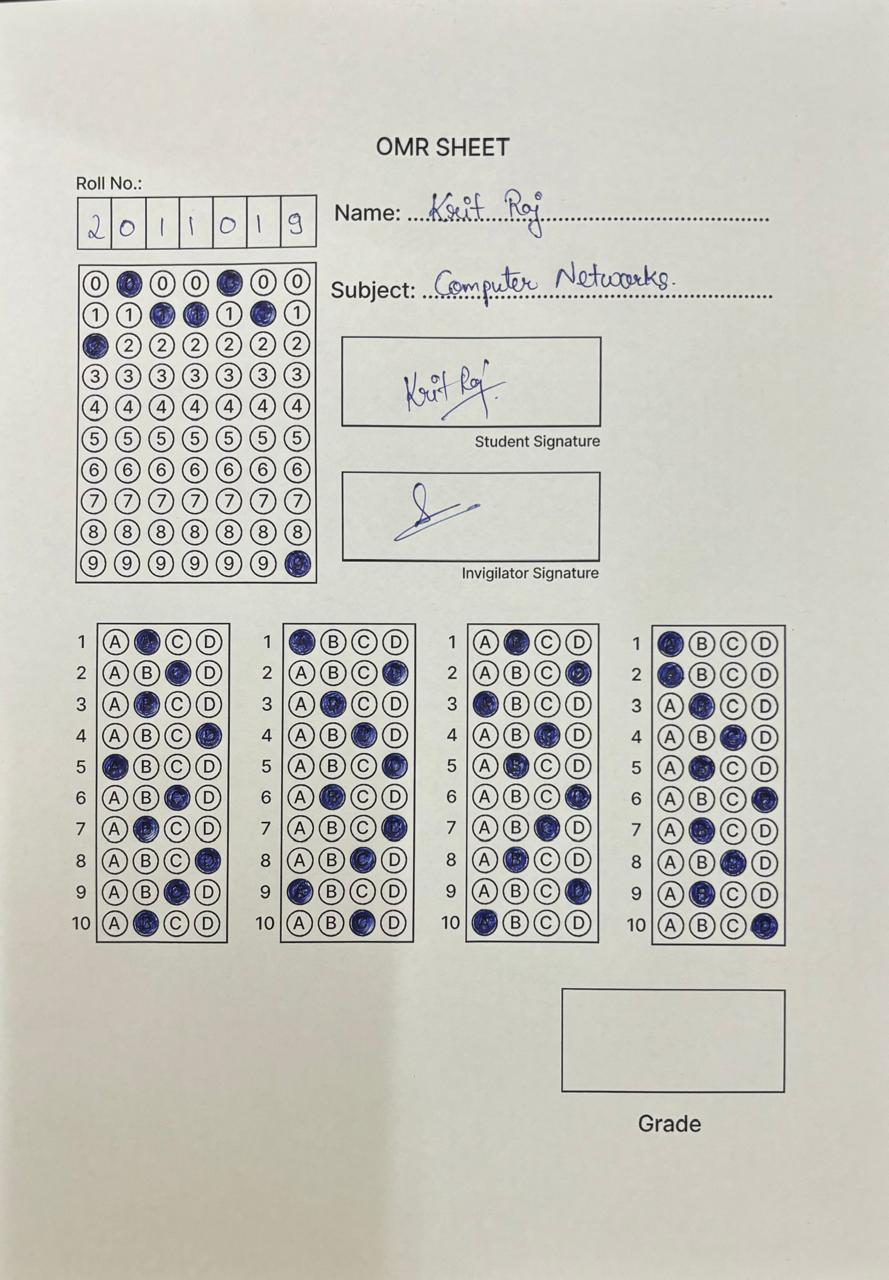 OMR SHEET
Roll No.:
2 0 1 1 0 1 9
Name: Krit Raj
Subject: Computer Networks.
0 0 0 0 0 0
1 1 1 1 1 1 1
2 2 2 2 2 2
3 3 3 3 3 3 3
4 4 4 4 4 4 4
5 5 5 5 5 5 5
6 6 6 6 6 6 6
7 7 7 7 7 7 7
8 8 8 8 8 8 8
9 9 9 9 9 9 9
Krit Raj
Student Signature
Invigilator Signature
1 A A C D
2 A B D
3 A B C D
4 A B C
5 A B C D
6 A B D
7 A B C D
8 A B C D
9 A B D
10 A B C D
1 A B C D
2 A B C
3 A C D
4 A B D
5 A B C
6 A B C D
7 A B C D
8 A B C D
9 A B C D
10 A B C D
1 A B C D
2 A B C D
3 A B C D
4 A B C D
5 A B C D
6 A B C D
7 A B C D
8 A B C D
9 A B C D
10 A B C D
1 A B C D
2 A B C D
3 A B C D
4 A B C D
5 A B C D
6 A B C D
7 A B C D
8 A B C D
9 A B C D
10 A B C D
Grade